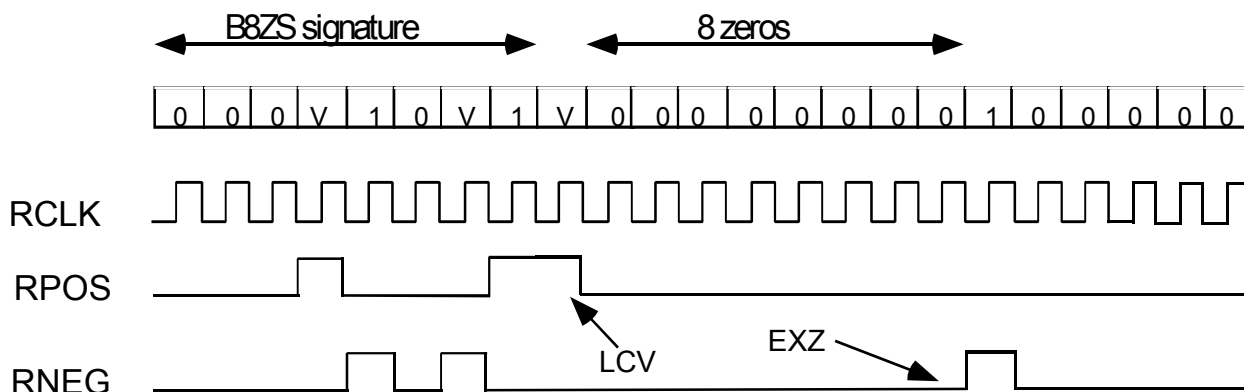 B8ZS signature 8 zeros
0 0 0 V 1 0 V 1 V 0 0 0 0 0 0 0 0 1 0 0 0 0 0
RCLK
RPOS
LCV
EXZ
RNEG